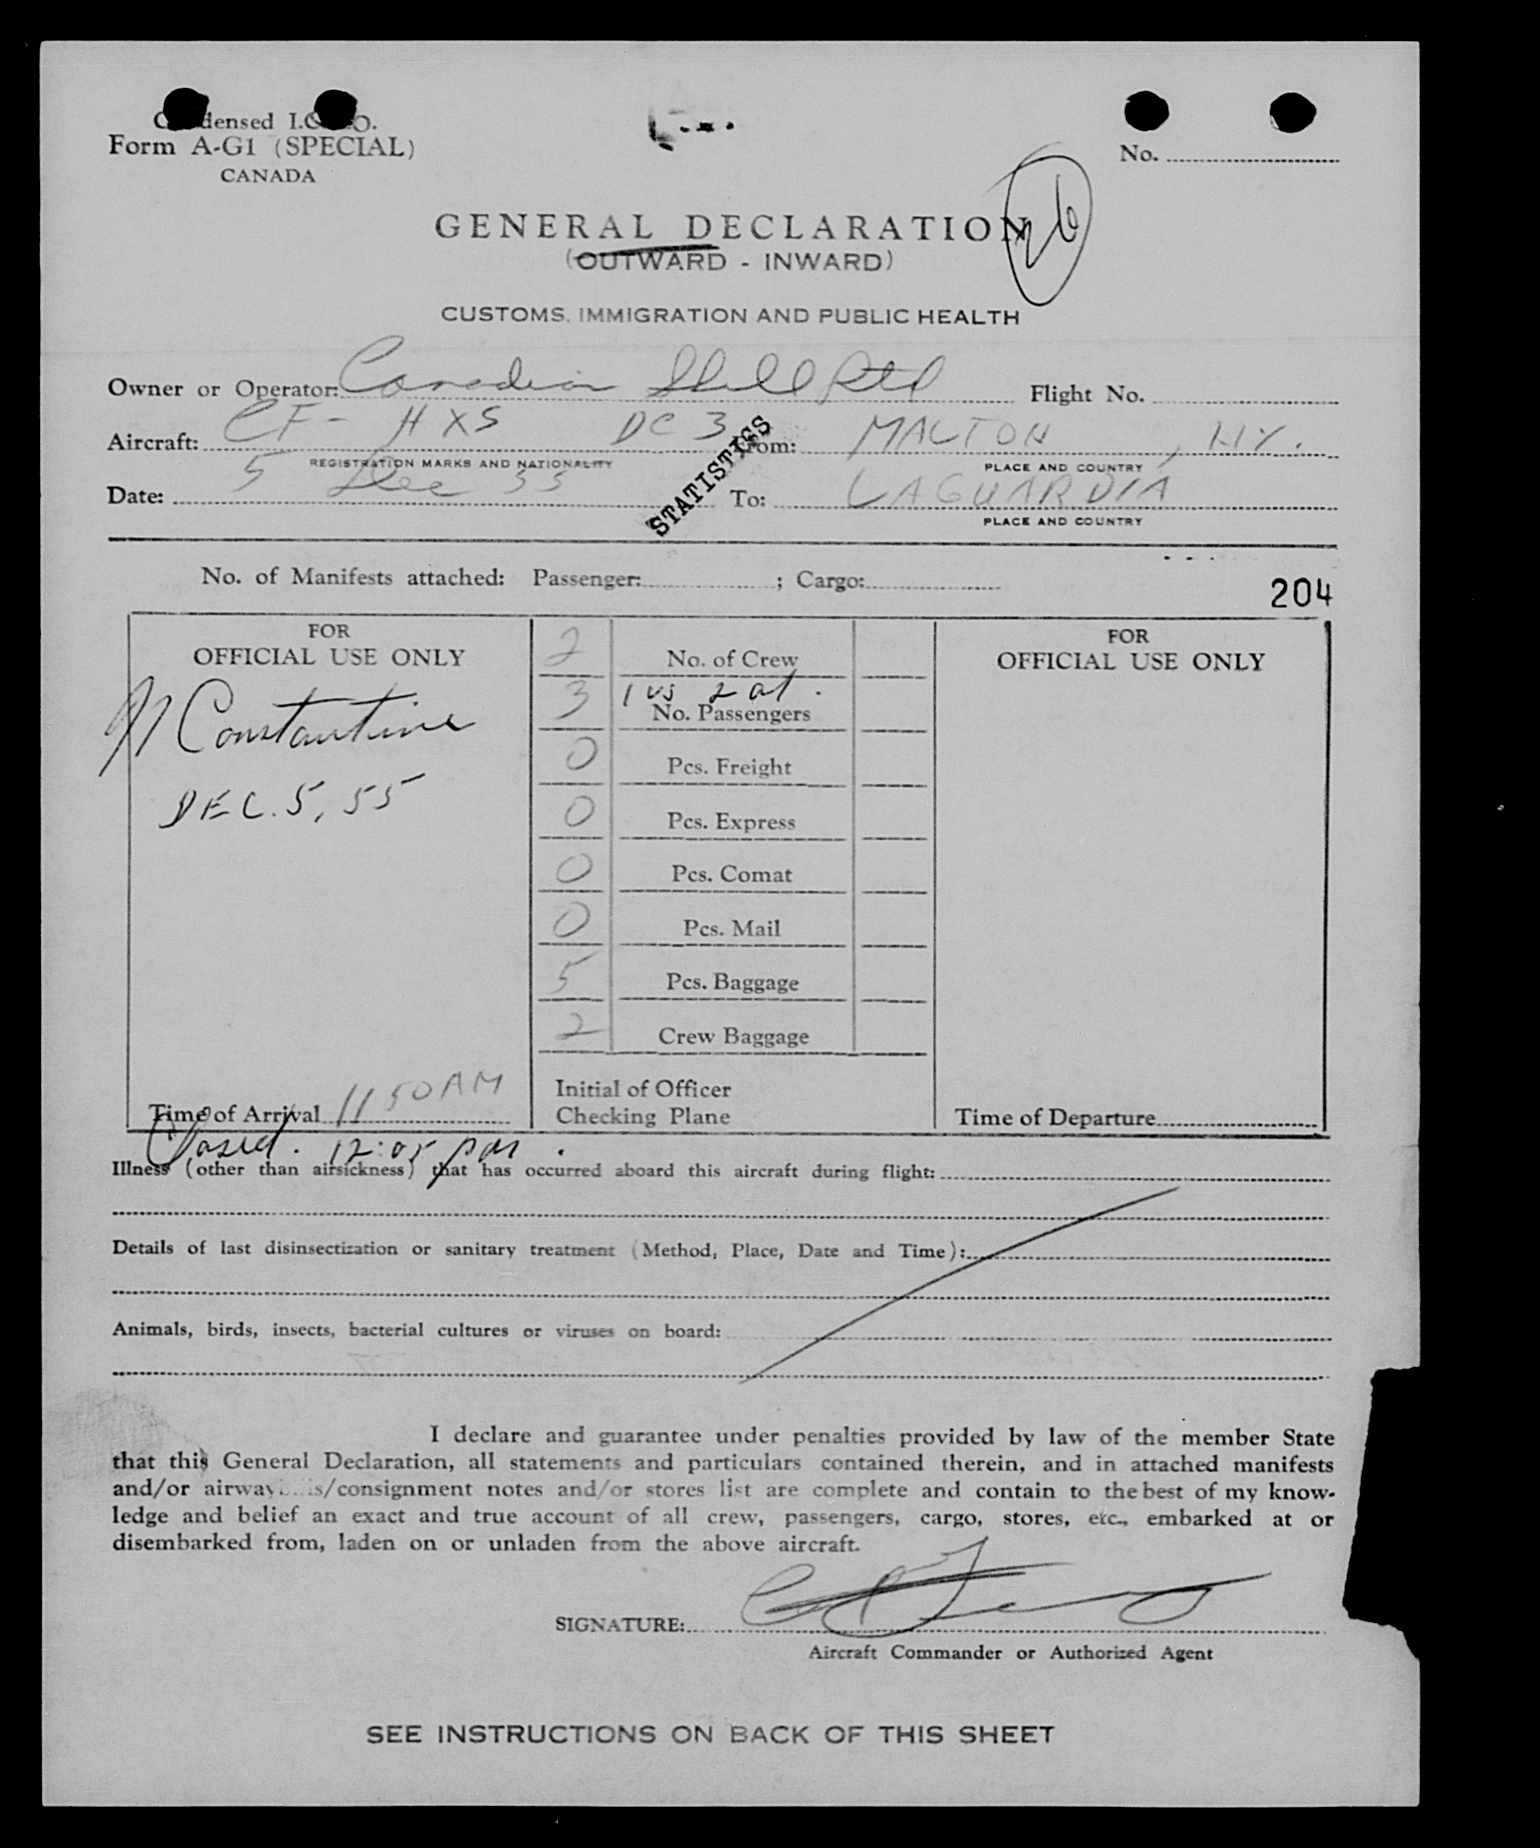 Condensed I.C.A.O.
Form A-G1 (SPECIAL)
CANADA
No.
GENERAL DECLARATION
26
(OUTWARD - INWARD)
CUSTOMS, IMMIGRATION AND PUBLIC HEALTH
Owner or Operator: Canadian Shell Ltd Flight No.
Aircraft: CF- HXS DC 3 From: MALTON , NY.
REGISTRATION MARKS AND NATIONALITY PLACE AND COUNTRY
Date: 5 Dec 55 To: LAGUARDIA
PLACE AND COUNTRY
STATISTICS
No. of Manifests attached: Passenger: ; Cargo:
204
FOR
OFFICIAL USE ONLY
N Constantine
DEC. 5, 55
Time of Arrival 11 50 AM
Closed. 12:05 pm
2 No. of Crew
3 1 us 2 al.
No. Passengers
0 Pcs. Freight
0 Pcs. Express
0 Pcs. Comat
0 Pcs. Mail
5 Pcs. Baggage
2 Crew Baggage
Initial of Officer
Checking Plane
FOR
OFFICIAL USE ONLY
Time of Departure
Illness (other than airsickness) that has occurred aboard this aircraft during flight:
Details of last disinsectization or sanitary treatment (Method, Place, Date and Time):
Animals, birds, insects, bacterial cultures or viruses on board:
I declare and guarantee under penalties provided by law of the member State
that this General Declaration, all statements and particulars contained therein, and in attached manifests
and/or airway s/consignment notes and/or stores list are complete and contain to the best of my know-
ledge and belief an exact and true account of all crew, passengers, cargo, stores, etc., embarked at or
disembarked from, laden on or unladen from the above aircraft.
SIGNATURE:
Aircraft Commander or Authorized Agent
SEE INSTRUCTIONS ON BACK OF THIS SHEET